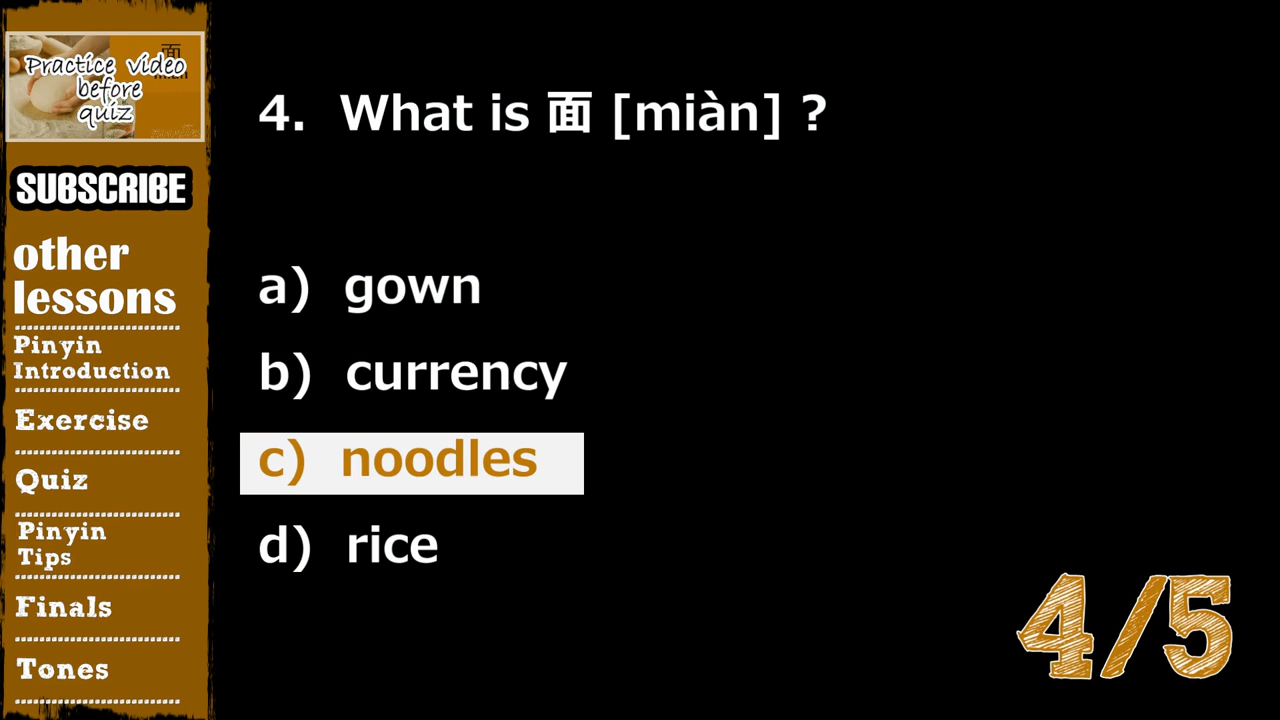 面
Practice video
before
quiz
SUBSCRIBE
other
lessons
Pinyin
Introduction
Exercise
Quiz
Pinyin
Tips
Finals
Tones
4. What is 面 [miàn] ?
a) gown
b) currency
c) noodles
d) rice
4/5